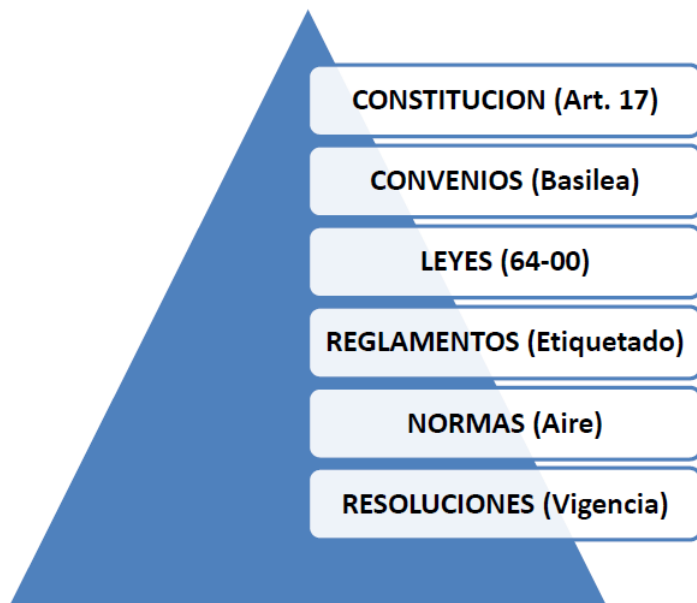 CONSTITUCION (Art. 17)
CONVENIOS (Basilea)
LEYES (64-00)
REGLAMENTOS (Etiquetado)
NORMAS (Aire)
RESOLUCIONES (Vigencia)